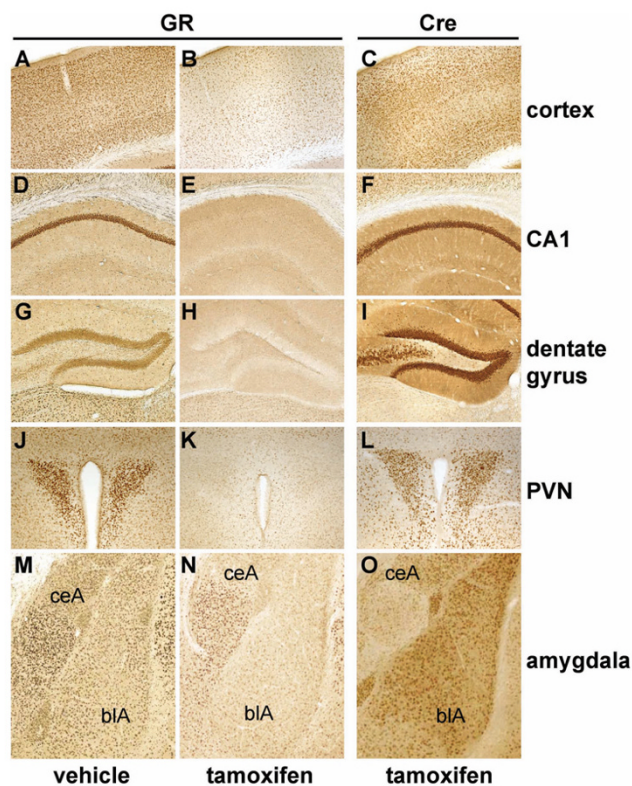 GR Cre
A B C cortex
D E F CA1
G H I dentate gyrus
J K L PVN
M ceA blA N ceA blA O ceA blA amygdala
vehicle tamoxifen tamoxifen